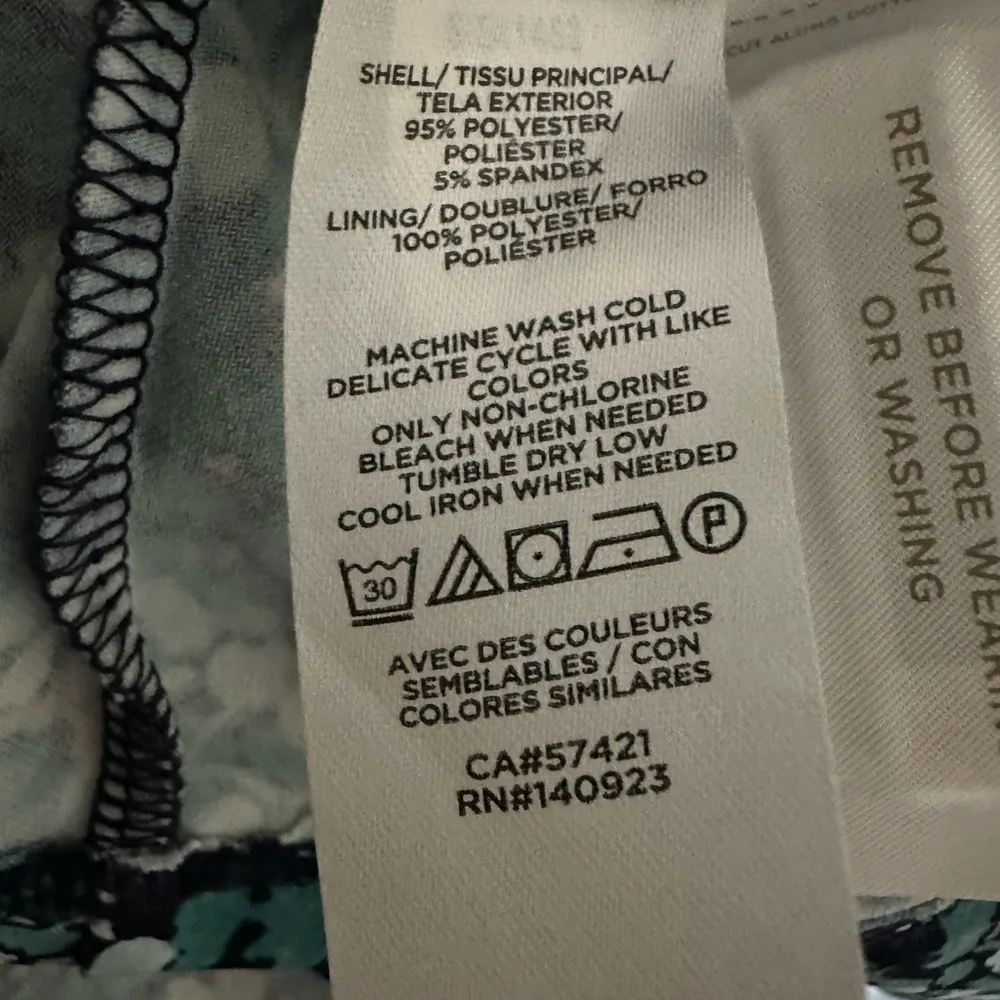 SHELL/ TISSU PRINCIPAL/
TELA EXTERIOR
95% POLYESTER/
POLIÉSTER
5% SPANDEX
LINING/ DOUBLURE/ FORRO
100% POLYESTER/
POLIÉSTER
MACHINE WASH COLD
DELICATE CYCLE WITH LIKE
COLORS
ONLY NON-CHLORINE
BLEACH WHEN NEEDED
TUMBLE DRY LOW
COOL IRON WHEN NEEDED
30 P
AVEC DES COULEURS
SEMBLABLES / CON
COLORES SIMILARES
CA#57421
RN#140923
CUT ALONG
REMOVE BEFORE
OR WASHING